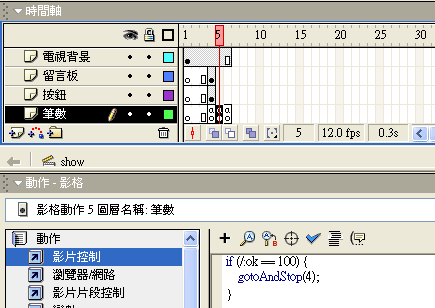 時間軸
1 5 10 15 20 25 30
電視背景
留言板
按鈕
筆數
5 12.0 fps 0.3s
show
動作 - 影格
影格動作 5 圖層名稱: 筆數
動作
影片控制
瀏覽器/網路
影片片段控制
if (/:ok == 100) {
gotoAndStop(4);
}